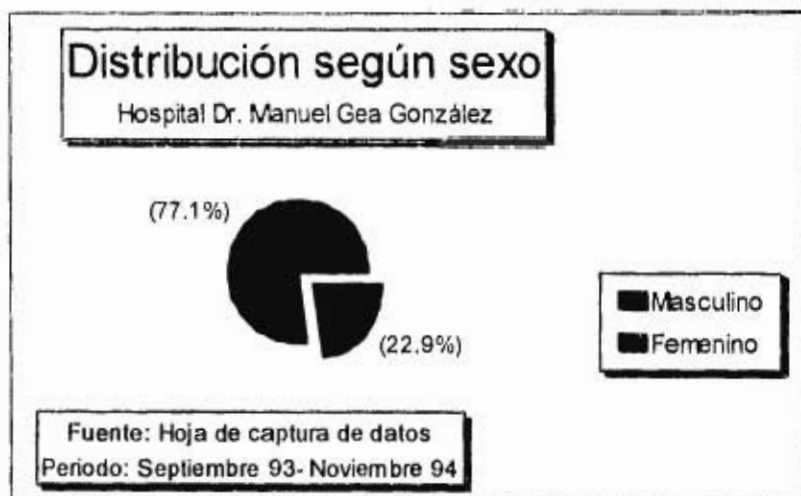 Distribución según sexo
Hospital Dr. Manuel Gea González
(77.1%)
(22.9%)
Masculino
Femenino
Fuente: Hoja de captura de datos
Periodo: Septiembre 93- Noviembre 94